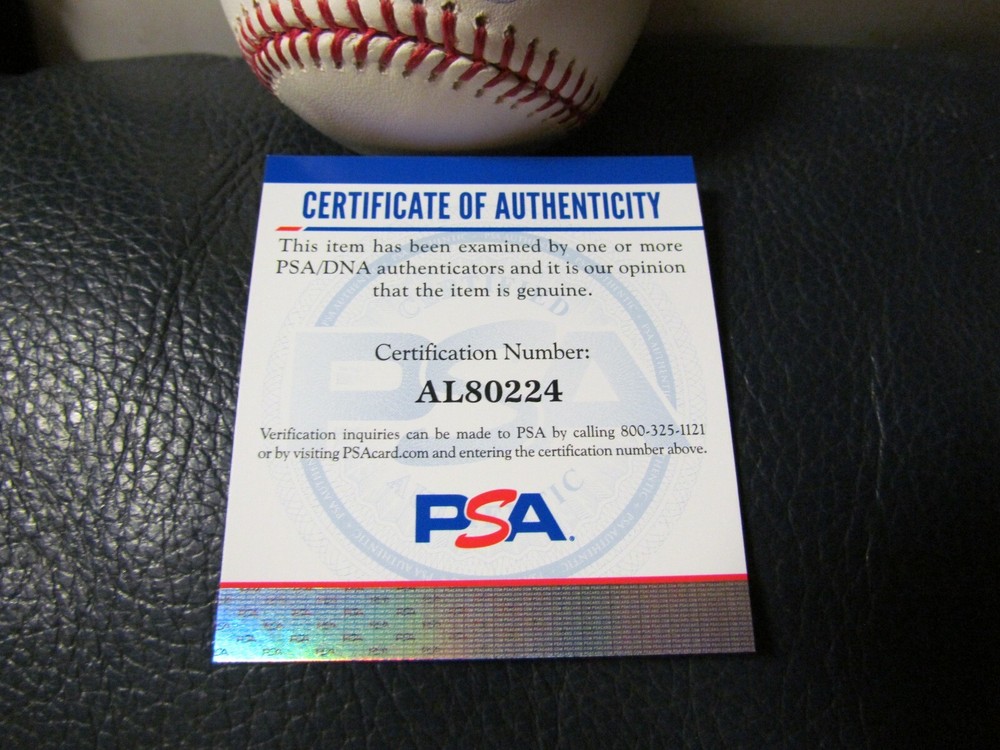 CERTIFICATE OF AUTHENTICITY
This item has been examined by one or more
PSA/DNA authenticators and it is our opinion
that the item is genuine.
Certification Number:
AL80224
Verification inquiries can be made to PSA by calling 800-325-1121
or by visiting PSAcard.com and entering the certification number above.
PSA.